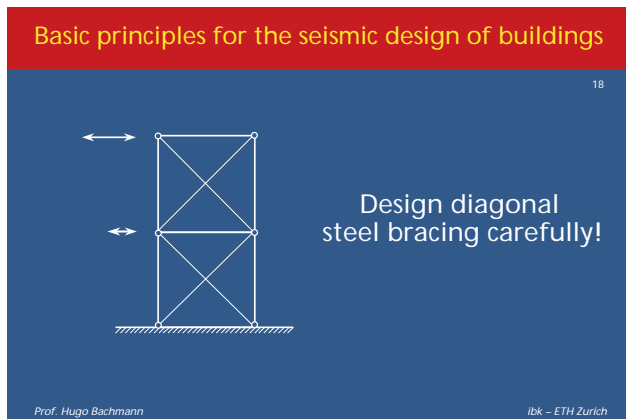 Basic principles for the seismic design of buildings
18
Design diagonal
steel bracing carefully!
Prof. Hugo Bachmann
ibk – ETH Zurich